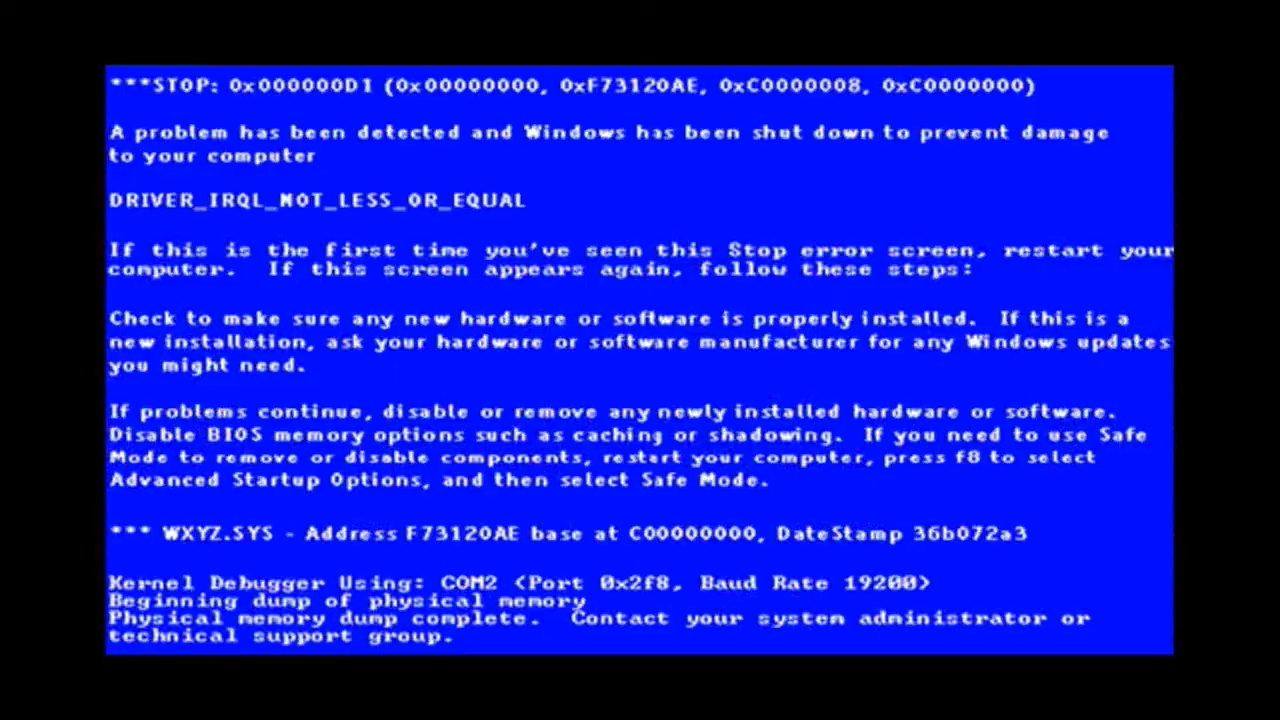 ***STOP: 0x000000D1 (0x00000000, 0xF73120AE, 0xC0000008, 0xC0000000)
A problem has been detected and Windows has been shut down to prevent damage
to your computer
DRIVER_IRQL_NOT_LESS_OR_EQUAL
If this is the first time you've seen this Stop error screen, restart your
computer. If this screen appears again, follow these steps:
Check to make sure any new hardware or software is properly installed. If this is a
new installation, ask your hardware or software manufacturer for any Windows updates
you might need.
If problems continue, disable or remove any newly installed hardware or software.
Disable BIOS memory options such as caching or shadowing. If you need to use Safe
Mode to remove or disable components, restart your computer, press f8 to select
Advanced Startup Options, and then select Safe Mode.
*** WXYZ.SYS - Address F73120AE base at C00000000, DateStamp 36b072a3
Kernel Debugger Using: COM2 <Port 0x2f8, Baud Rate 19200>
Beginning dump of physical memory
Physical memory dump complete. Contact your system administrator or
technical support group.